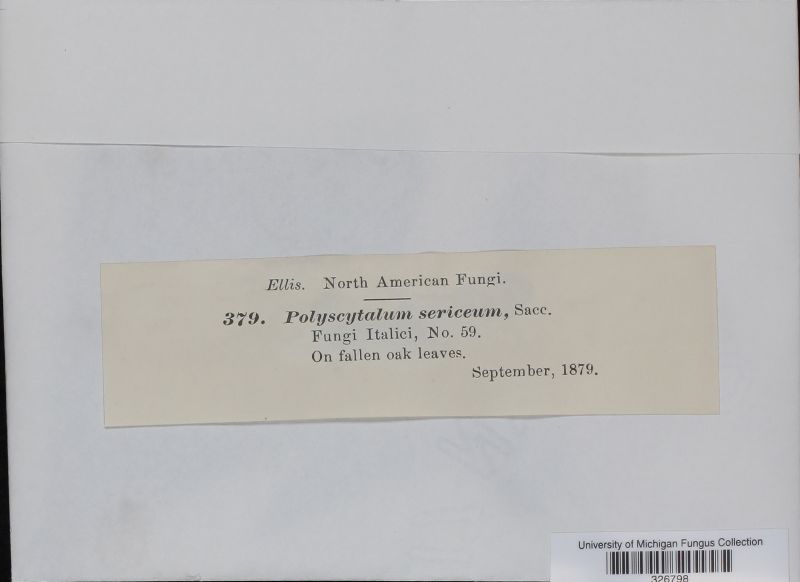 Ellis. North American Fungi.
379. Polyscytalum sericeum, Sacc.
Fungi Italici, No. 59.
On fallen oak leaves.
September, 1879.
University of Michigan Fungus Collection
326798